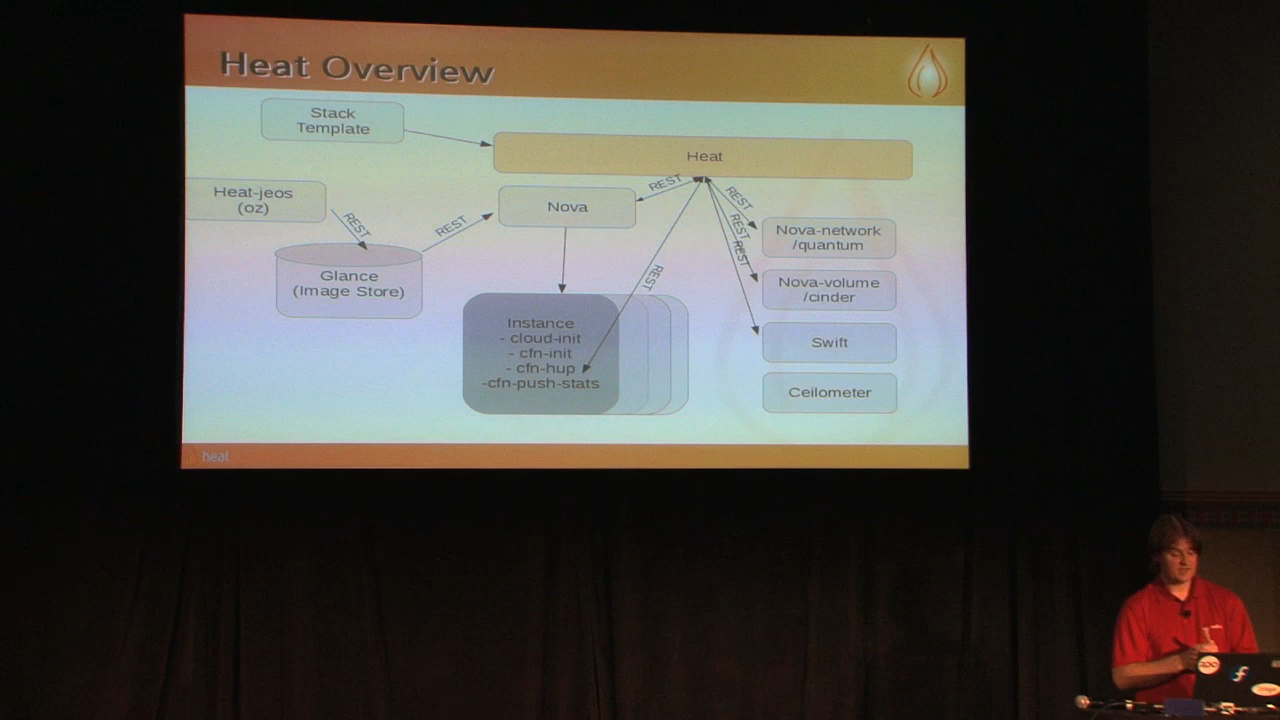 Heat Overview
Stack
Template
Heat
Heat-jeos
(oz)
REST
Glance
(Image Store)
REST
Nova
REST
REST
REST
REST
REST
Nova-network
/quantum
Nova-volume
/cinder
Swift
Ceilometer
Instance
- cloud-init
- cfn-init
- cfn-hup
-cfn-push-stats
heat